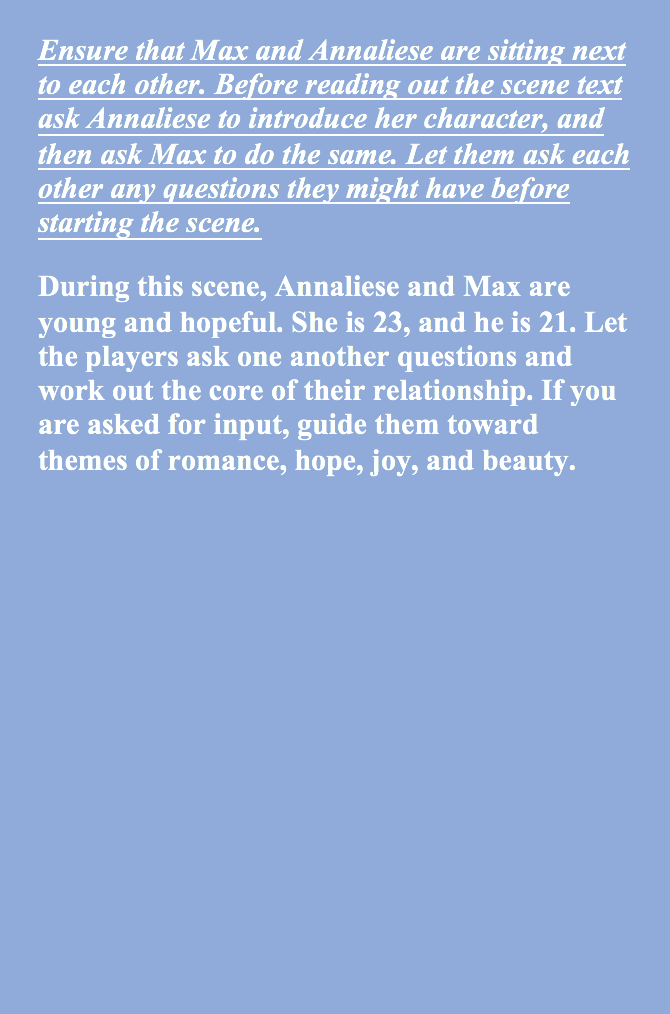 Ensure that Max and Annaliese are sitting next
to each other. Before reading out the scene text
ask Annaliese to introduce her character, and
then ask Max to do the same. Let them ask each
other any questions they might have before
starting the scene.
During this scene, Annaliese and Max are
young and hopeful. She is 23, and he is 21. Let
the players ask one another questions and
work out the core of their relationship. If you
are asked for input, guide them toward
themes of romance, hope, joy, and beauty.